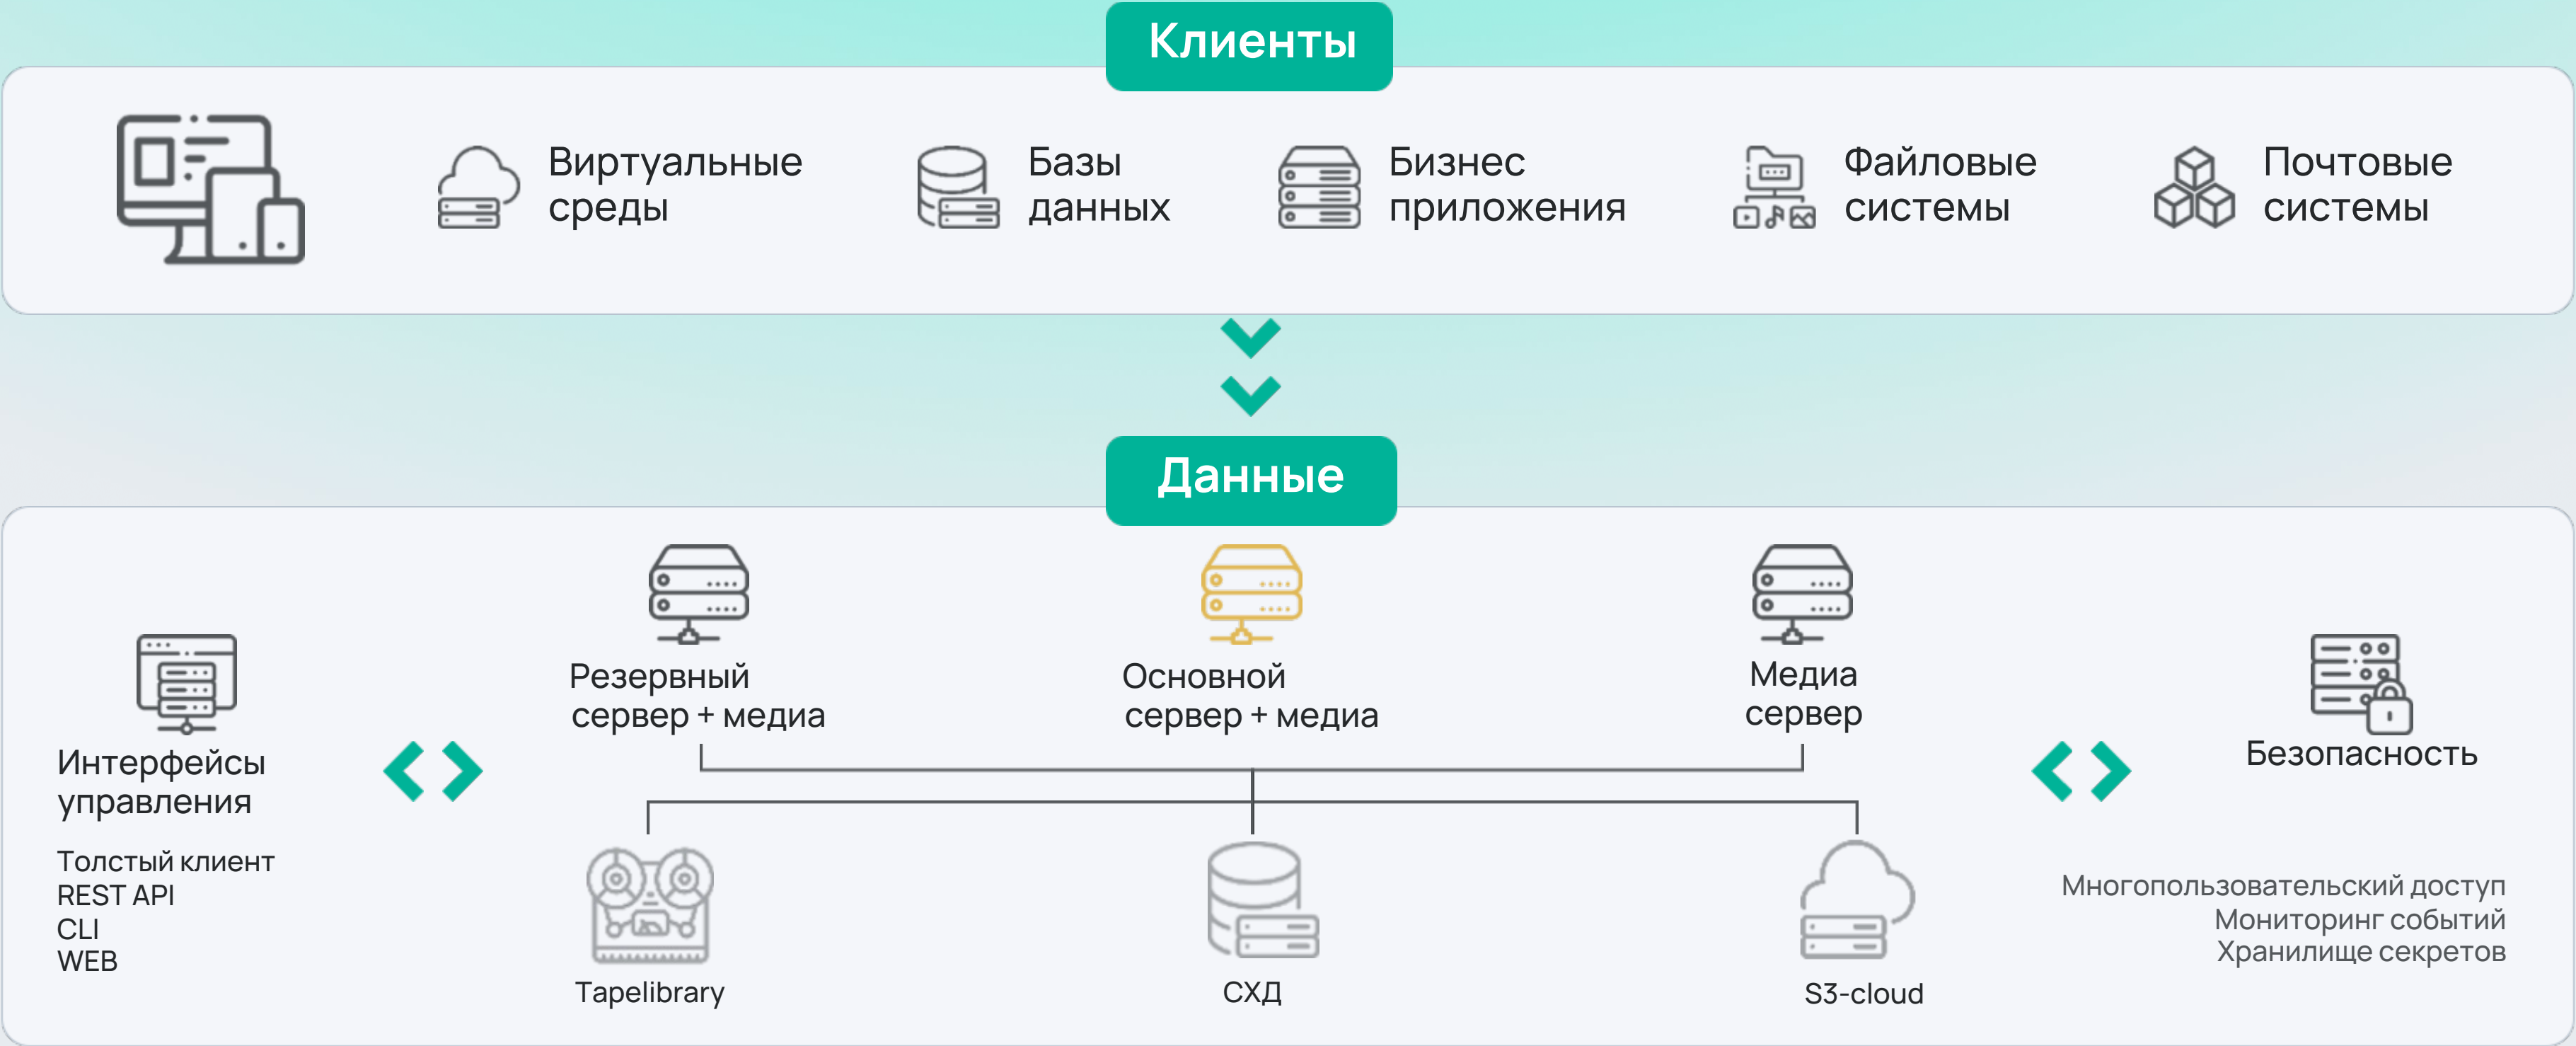 Клиенты
Виртуальные
среды
Базы
данных
Бизнес
приложения
Файловые
системы
Почтовые
системы
Данные
Резервный
сервер + медиа
Основной
сервер + медиа
Медиа
сервер
Интерфейсы
управления
Толстый клиент
REST API
CLI
WEB
Безопасность
Многопользовательский доступ
Мониторинг событий
Хранилище секретов
Tapelibrary
СХД
S3-cloud